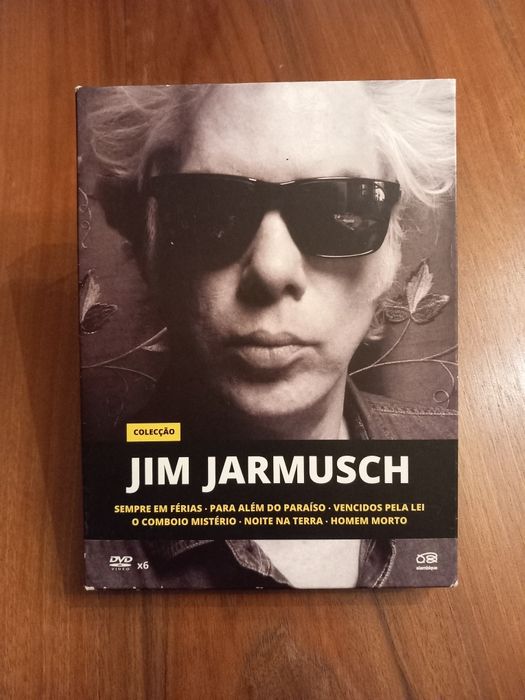 COLECÇÃO
JIM JARMUSCH
SEMPRE EM FÉRIAS · PARA ALÉM DO PARAÍSO · VENCIDOS PELA LEI
O COMBOIO MISTÉRIO · NOITE NA TERRA · HOMEM MORTO
DVD
VIDEO
x6
alambique